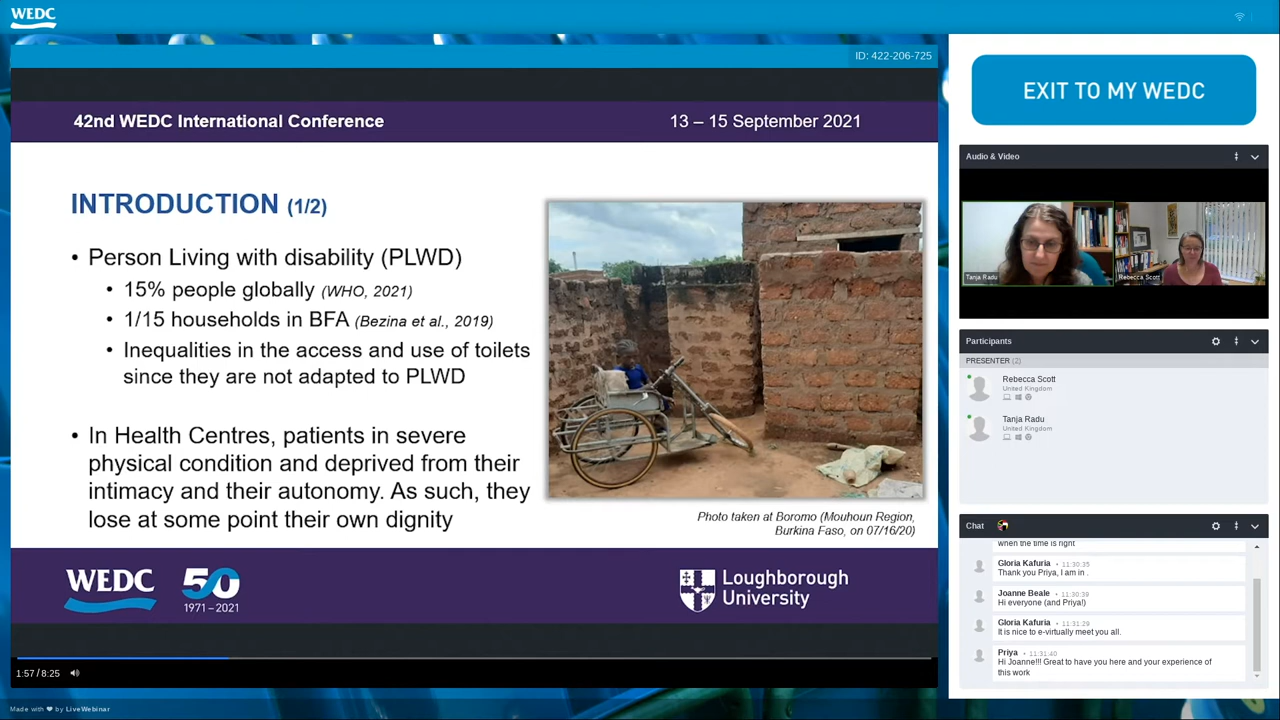 WEDC
ID: 422-206-725
42nd WEDC International Conference
13 – 15 September 2021
INTRODUCTION (1/2)
• Person Living with disability (PLWD)
• 15% people globally (WHO, 2021)
• 1/15 households in BFA (Bezina et al., 2019)
• Inequalities in the access and use of toilets
since they are not adapted to PLWD
• In Health Centres, patients in severe
physical condition and deprived from their
intimacy and their autonomy. As such, they
lose at some point their own dignity
Photo taken at Boromo (Mouhoun Region,
Burkina Faso, on 07/16/20)
WEDC
50
1971–2021
Loughborough
University
1:57 / 8:25
Made with ❤ by LiveWebinar
EXIT TO MY WEDC
Audio & Video
Tanja Radu
Rebecca Scott
Participants
PRESENTER (2)
Rebecca Scott
United Kingdom
Tanja Radu
United Kingdom
Chat
when the time is right
Gloria Kafuria • 11:30:35
Thank you Priya, I am in .
Joanne Beale • 11:30:39
Hi everyone (and Priya!)
Gloria Kafuria • 11:31:29
It is nice to e-virtually meet you all.
Priya • 11:31:40
Hi Joanne!!! Great to have you here and your experience of
this work